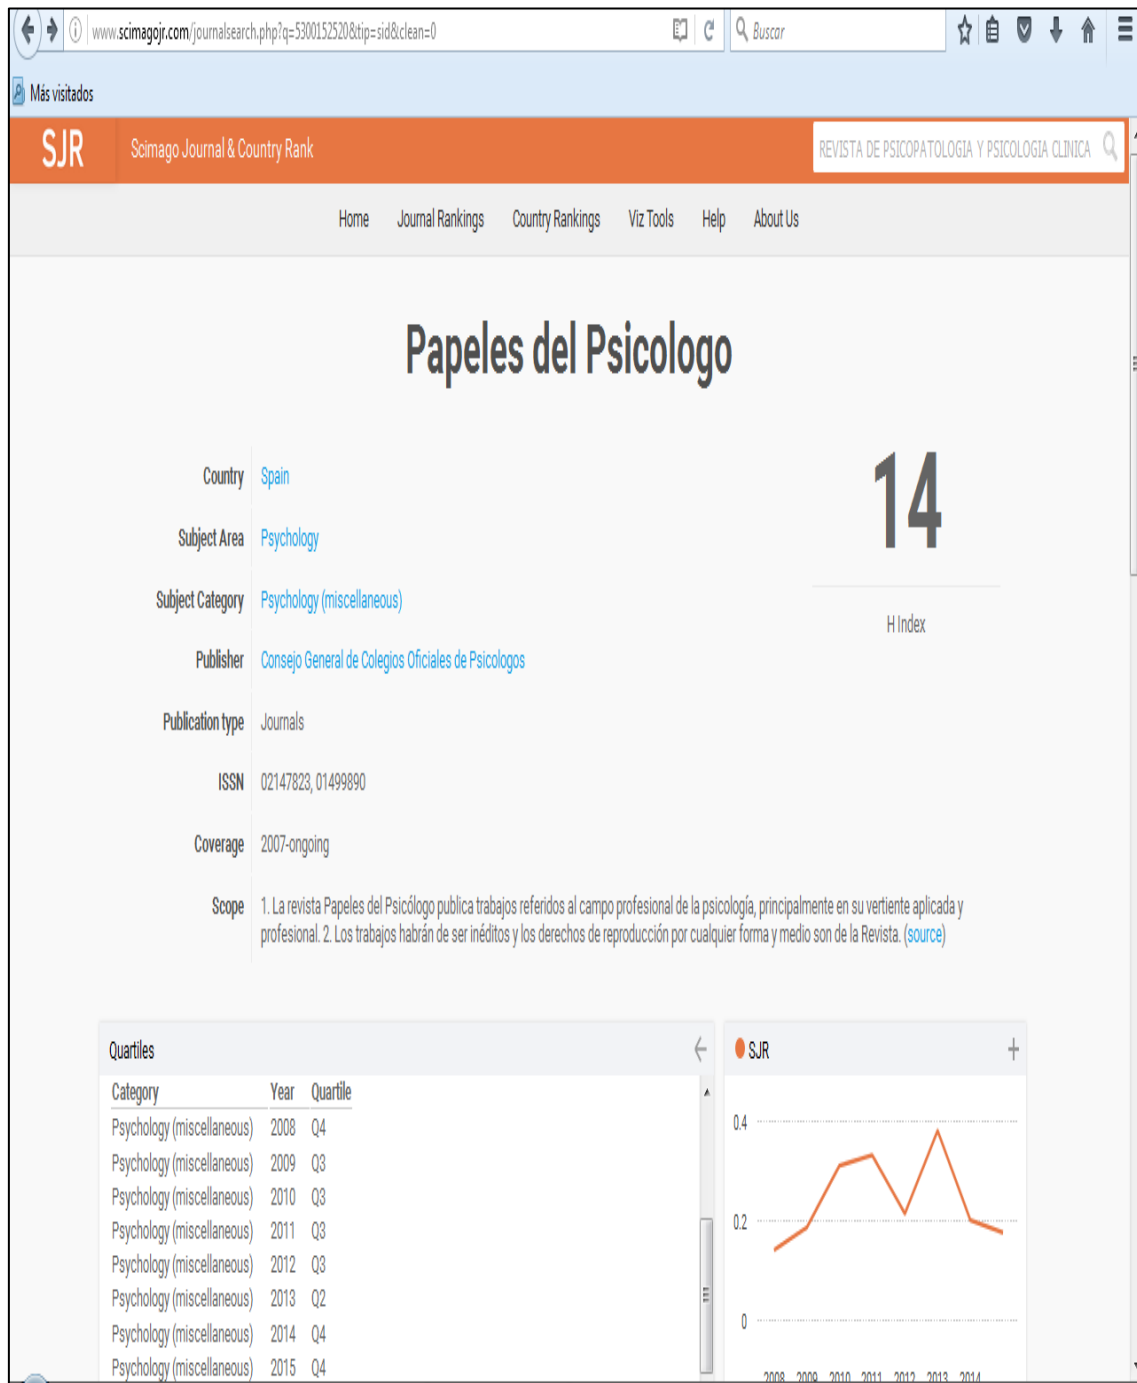 www.scimagojr.com/journalsearch.php?q=5300152520&tip=sid&clean=0
Buscar
Más visitados
SJR
Scimago Journal & Country Rank
REVISTA DE PSICOPATOLOGIA Y PSICOLOGIA CLINICA
Home Journal Rankings Country Rankings Viz Tools Help About Us
Papeles del Psicologo
Country Spain
Subject Area Psychology
Subject Category Psychology (miscellaneous)
Publisher Consejo General de Colegios Oficiales de Psicologos
Publication type Journals
ISSN 02147823, 01499890
Coverage 2007-ongoing
Scope 1. La revista Papeles del Psicólogo publica trabajos referidos al campo profesional de la psicología, principalmente en su vertiente aplicada y
profesional. 2. Los trabajos habrán de ser inéditos y los derechos de reproducción por cualquier forma y medio son de la Revista. (source)
14
H Index
Quartiles
Category Year Quartile
Psychology (miscellaneous) 2008 Q4
Psychology (miscellaneous) 2009 Q3
Psychology (miscellaneous) 2010 Q3
Psychology (miscellaneous) 2011 Q3
Psychology (miscellaneous) 2012 Q3
Psychology (miscellaneous) 2013 Q2
Psychology (miscellaneous) 2014 Q4
Psychology (miscellaneous) 2015 Q4
SJR
0.4
0.2
0
2008 2009 2010 2011 2012 2013 2014